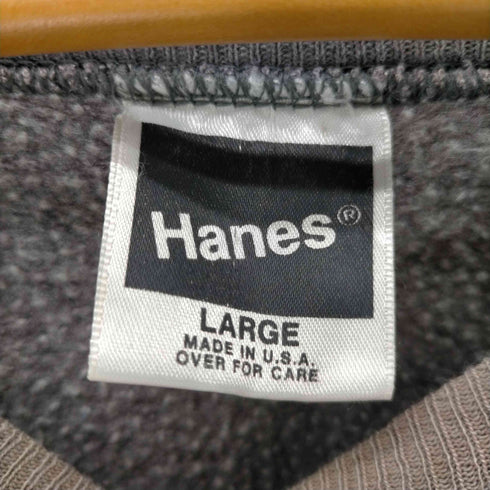 Hanes®
LARGE
MADE IN U.S.A.
OVER FOR CARE